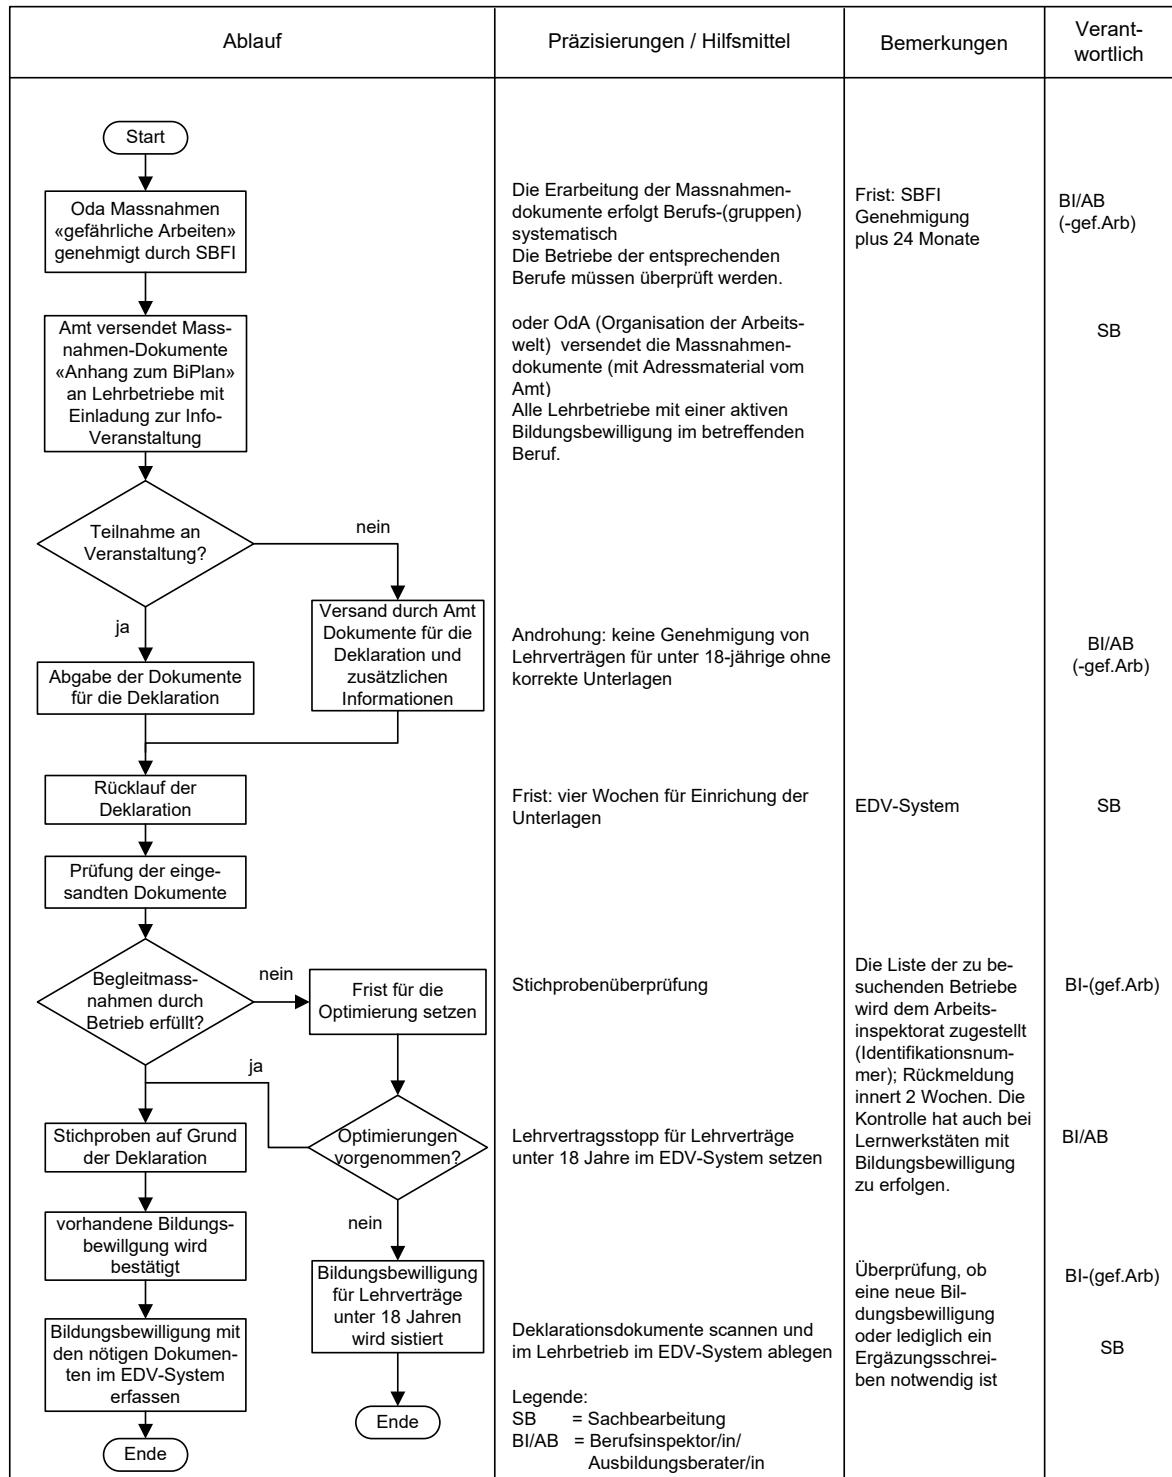 Ablauf
Präzisierungen / Hilfsmittel
Bemerkungen
Verant-
wortlich
Start
Oda Massnahmen
«gefährliche Arbeiten»
genehmigt durch SBFI
Die Erarbeitung der Massnahmen-
dokumente erfolgt Berufs-(gruppen)
systematisch
Die Betriebe der entsprechenden
Berufe müssen überprüft werden.
Frist: SBFI
Genehmigung
plus 24 Monate
BI/AB
(-gef.Arb)
Amt versendet Mass-
nahmen-Dokumente
«Anhang zum BiPlan»
an Lehrbetriebe mit
Einladung zur Info-
Veranstaltung
oder OdA (Organisation der Arbeits-
welt)  versendet die Massnahmen-
dokumente (mit Adressmaterial vom
Amt)
Alle Lehrbetriebe mit einer aktiven
Bildungsbewilligung im betreffenden
Beruf.
SB
Teilnahme an
Veranstaltung?
nein
ja
Versand durch Amt
Dokumente für die
Deklaration und
zusätzlichen
Informationen
Abgabe der Dokumente
für die Deklaration
Androhung: keine Genehmigung von
Lehrverträgen für unter 18-jährige ohne
korrekte Unterlagen
BI/AB
(-gef.Arb)
Rücklauf der
Deklaration
Frist: vier Wochen für Einrichung der
Unterlagen
EDV-System
SB
Prüfung der einge-
sandten Dokumente
Begleitmass-
nahmen durch
Betrieb erfüllt?
nein
ja
Frist für die
Optimierung setzen
Stichprobenüberprüfung
Die Liste der zu be-
suchenden Betriebe
wird dem Arbeits-
inspektorat zugestellt
(Identifikationsnum-
mer); Rückmeldung
innert 2 Wochen. Die
Kontrolle hat auch bei
Lernwerkstäten mit
Bildungsbewilligung
zu erfolgen.
BI-(gef.Arb)
Stichproben auf Grund
der Deklaration
Optimierungen
vorgenommen?
Lehrvertragsstopp für Lehrverträge
unter 18 Jahre im EDV-System setzen
BI/AB
nein
vorhandene Bildungs-
bewillgung wird
bestätigt
Bildungsbewilligung
für Lehrverträge
unter 18 Jahren
wird sistiert
Überprüfung, ob
eine neue Bil-
dungsbewilligung
oder lediglich ein
Ergäzungsschrei-
ben notwendig ist
BI-(gef.Arb)
Bildungsbewilligung mit
den nötigen Dokumen-
ten im EDV-System
erfassen
Deklarationsdokumente scannen und
im Lehrbetrieb im EDV-System ablegen
SB
Ende
Ende
Legende:
SB = Sachbearbeitung
BI/AB = Berufsinspektor/in/
Ausbildungsberater/in